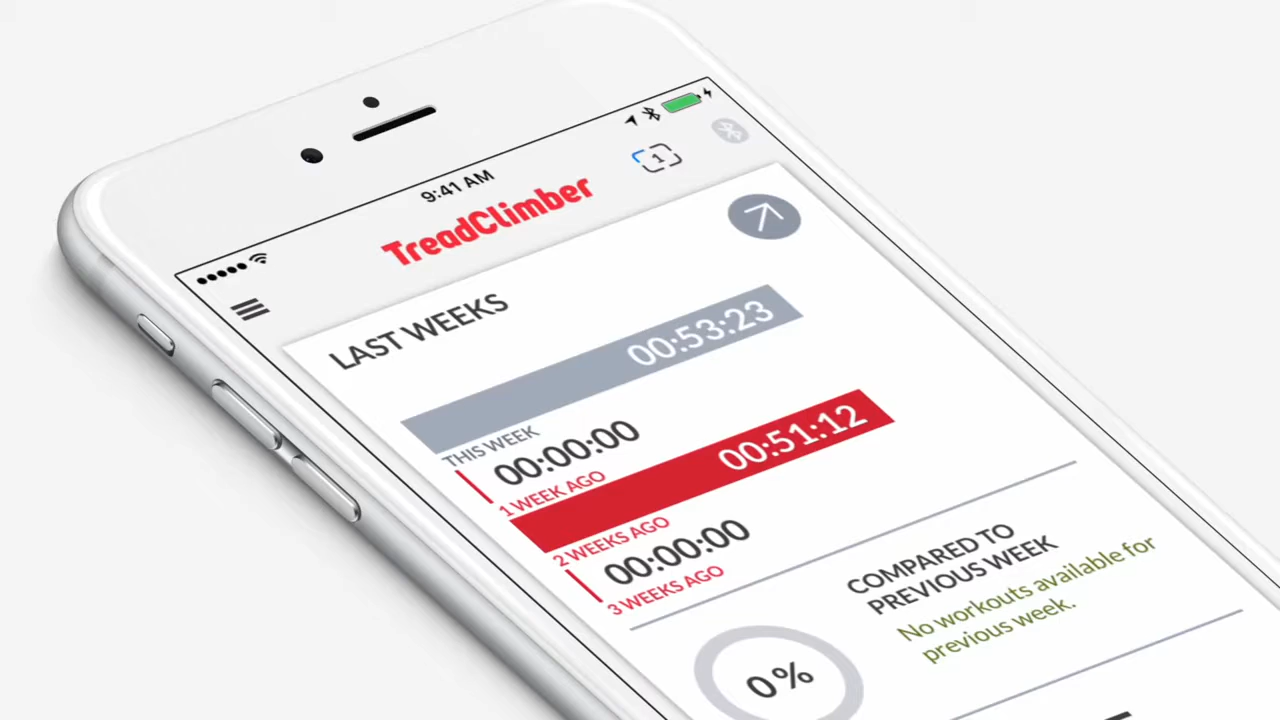 9:41 AM
TreadClimber
1
LAST WEEKS
00:53:23
THIS WEEK
00:00:00
1 WEEK AGO
00:51:12
2 WEEKS AGO
00:00:00
3 WEEKS AGO
COMPARED TO
PREVIOUS WEEK
No workouts available for
previous week.
0%